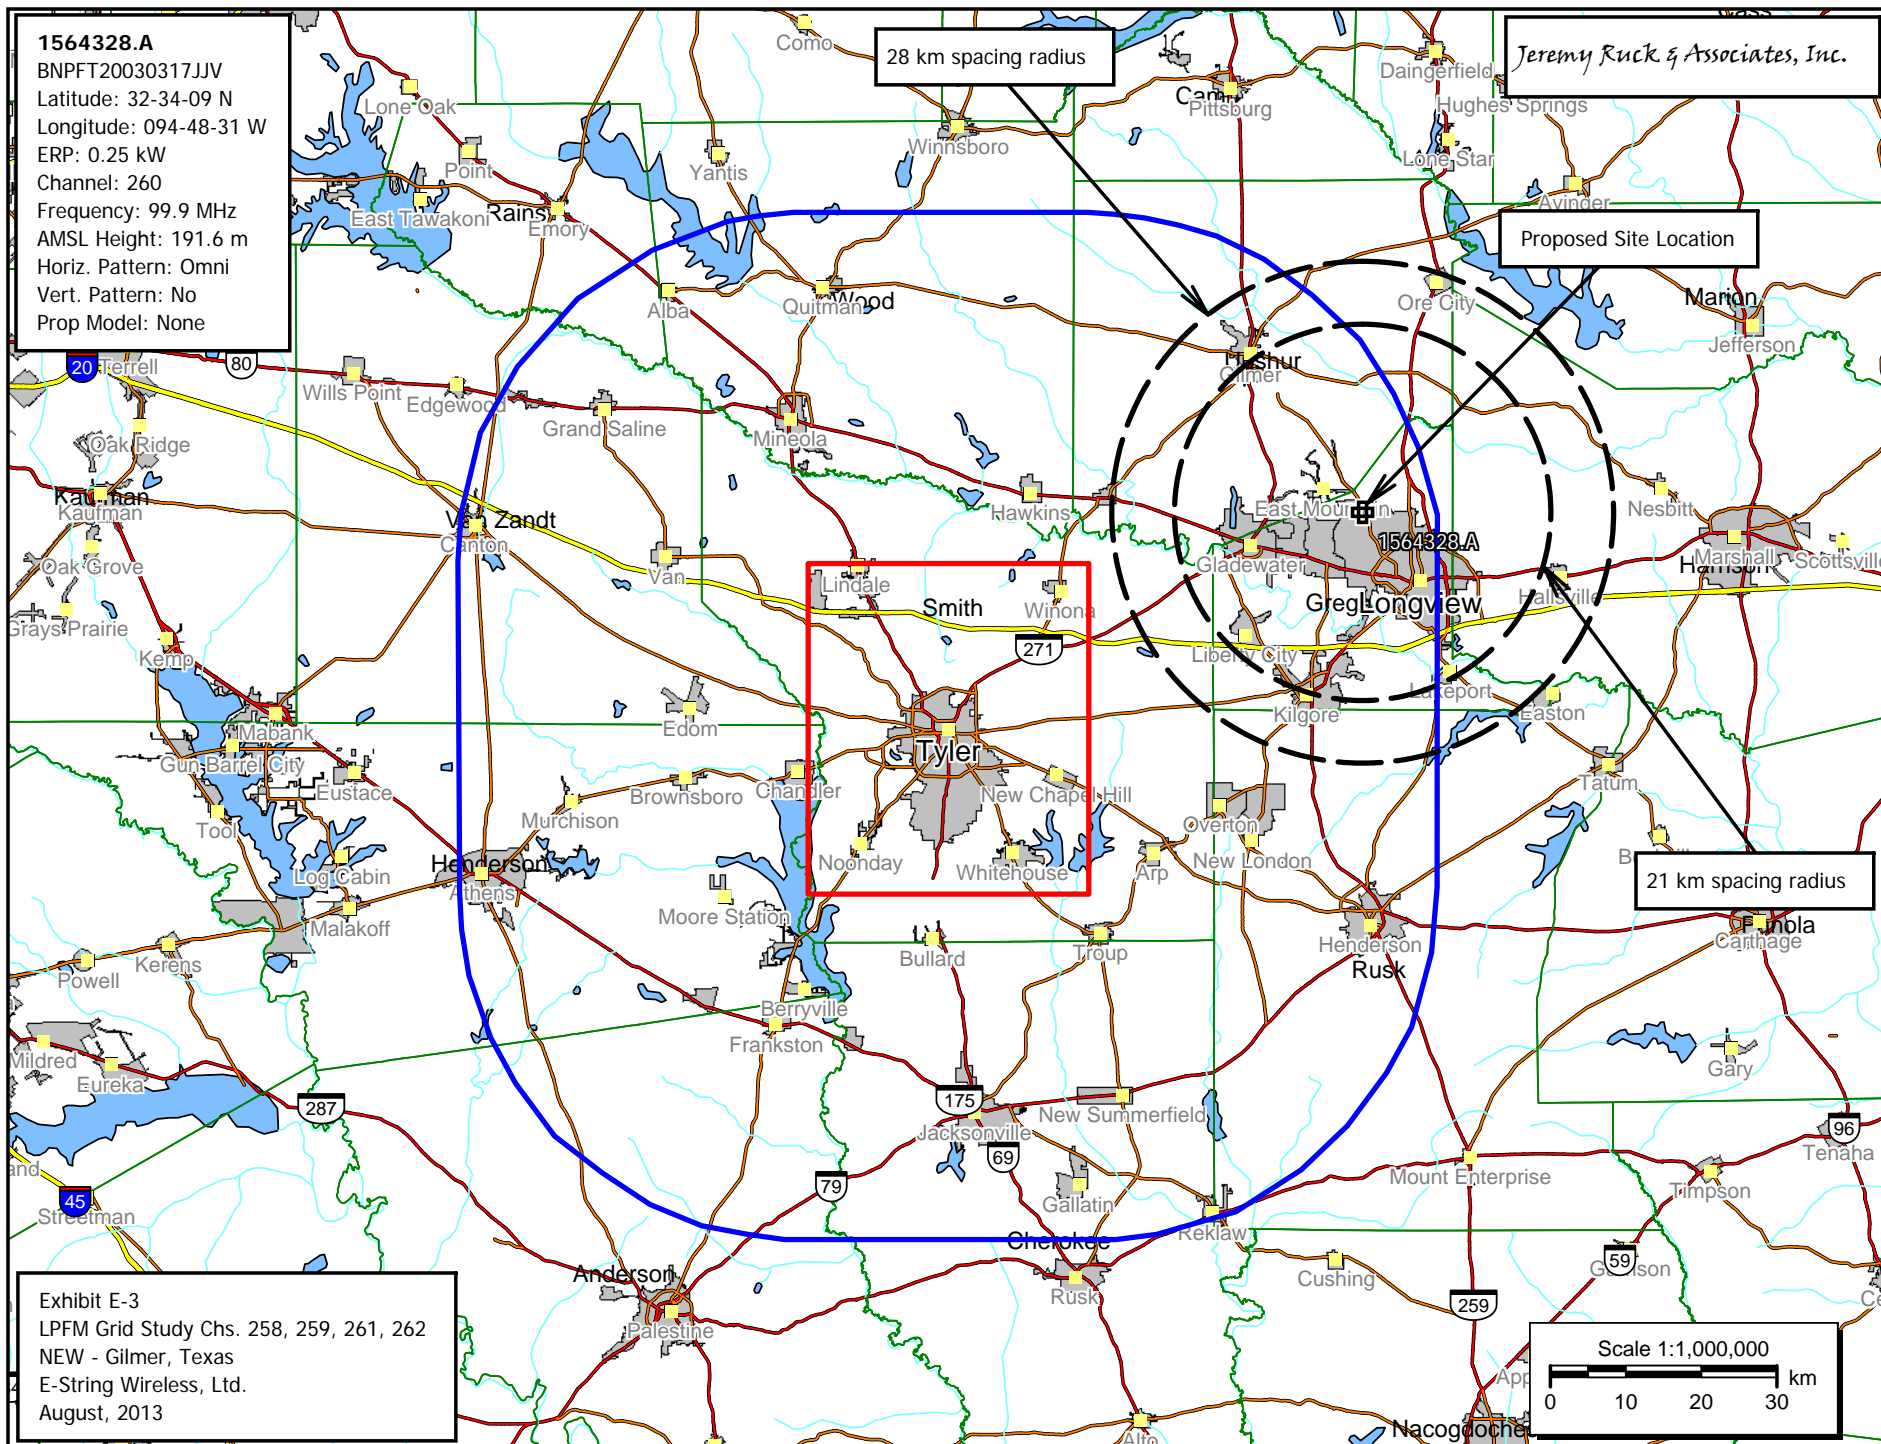 1564328.A
BNPFT20030317JJV
Latitude: 32-34-09 N
Longitude: 094-48-31 W
ERP: 0.25 kW
Channel: 260
Frequency: 99.9 MHz
AMSL Height: 191.6 m
Horiz. Pattern: Omni
Vert. Pattern: No
Prop Model: None
28 km spacing radius
Jeremy Ruck & Associates, Inc.
Proposed Site Location
21 km spacing radius
Como
Lone Oak
Pittsburg
Daingerfield
Hughes Springs
Point
Winnsboro
Yantis
Lone Star
East Tawakoni
Rains
Emory
Avinger
Alba
Quitman
Wood
Ore City
Marion
Jefferson
Gilmer
20
Terrell
80
Wills Point
Edgewood
Grand Saline
Mineola
Oak Ridge
Kaufman
Kaufman
Van Zandt
Canton
Hawkins
East Mountain
Nesbitt
1564328.A
Gladewater
Marshall
Harrison
Scottsville
Oak Grove
Van
Lindale
Winona
Smith
Gregg
Longview
Hallsville
Grays Prairie
Kemp
271
Liberty City
Lakeport
Kilgore
Easton
Mabank
Edom
Tyler
Gun Barrel City
Eustace
Brownsboro
Chandler
New Chapel Hill
Tatum
Tool
Murchison
Overton
Henderson
Athens
Log Cabin
Noonday
Whitehouse
Arp
New London
Moore Station
Malakoff
Bullard
Troup
Henderson
Rusk
Panola
Carthage
Powell
Kerens
Berryville
Frankston
Mildred
Eureka
Gary
287
175
New Summerfield
Jacksonville
69
96
Tenaha
79
Gallatin
Mount Enterprise
Timpson
45
Streetman
Reklaw
Cherokee
Anderson
Rusk
Cushing
59
Garrison
259
Palestine
Alto
Nacogdoche
Exhibit E-3
LPFM Grid Study Chs. 258, 259, 261, 262
NEW - Gilmer, Texas
E-String Wireless, Ltd.
August, 2013
Scale 1:1,000,000
km
0 10 20 30